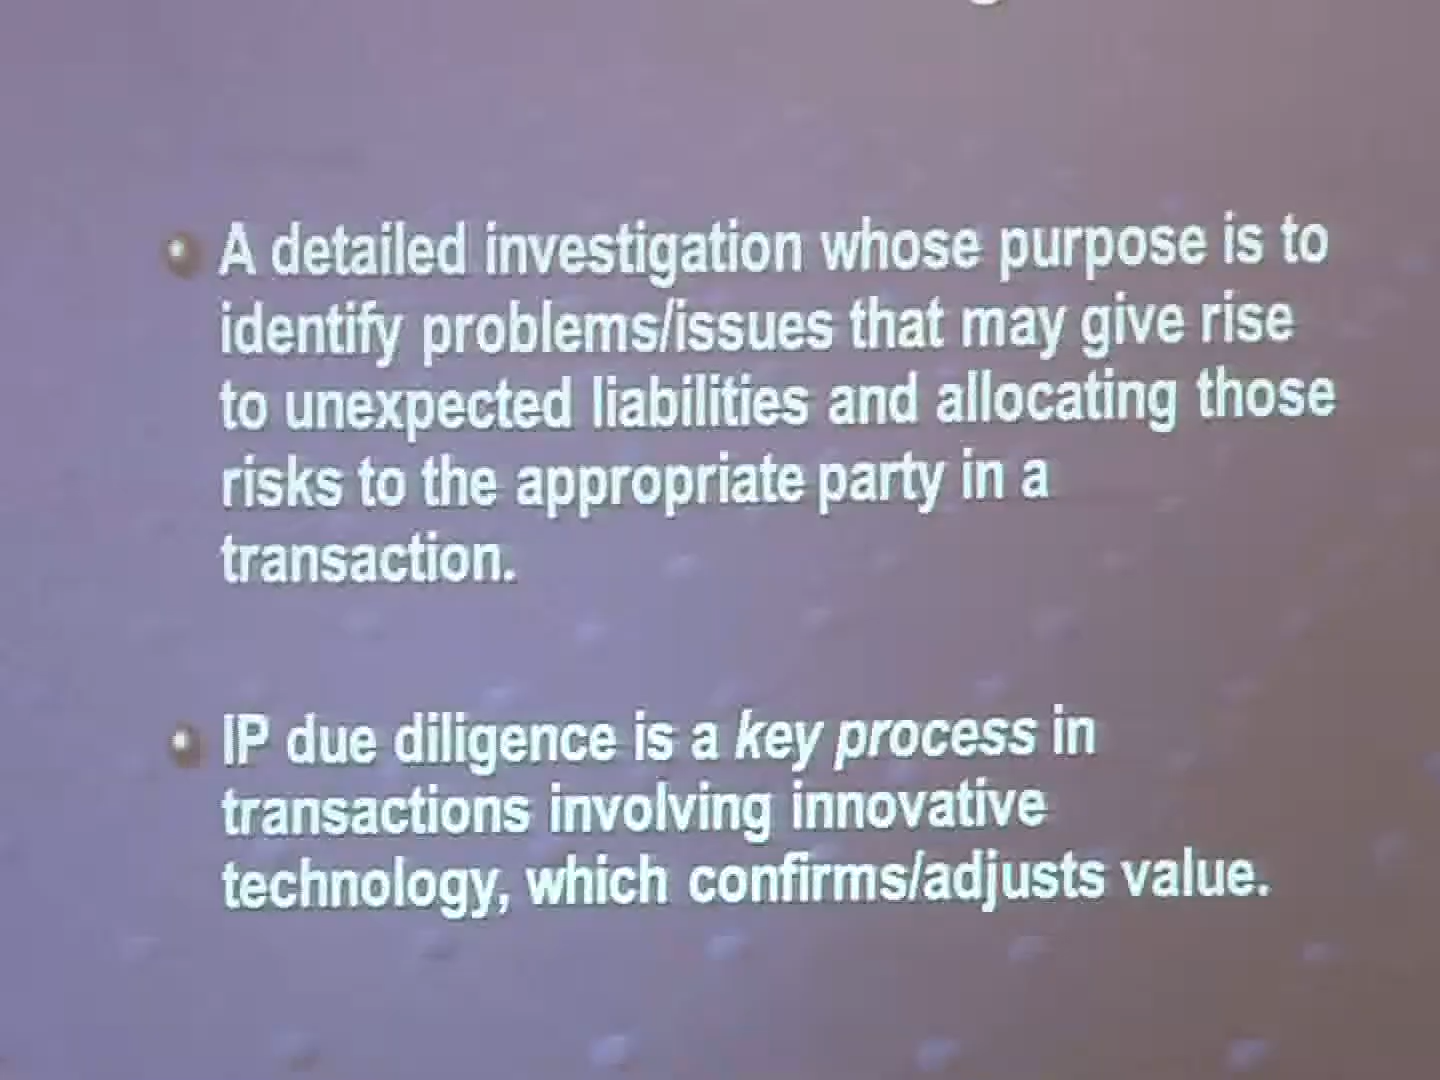 A detailed investigation whose purpose is to
identify problems/issues that may give rise
to unexpected liabilities and allocating those
risks to the appropriate party in a
transaction.
IP due diligence is a key process in
transactions involving innovative
technology, which confirms/adjusts value.